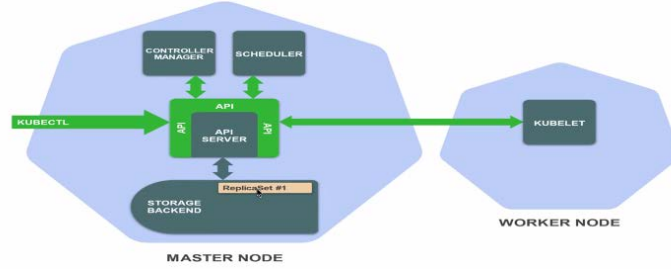 CONTROLLER
MANAGER
SCHEDULER
API
KUBECTL
API
API
SERVER
API
KUBELET
ReplicaSet #1
STORAGE
BACKEND
WORKER NODE
MASTER NODE